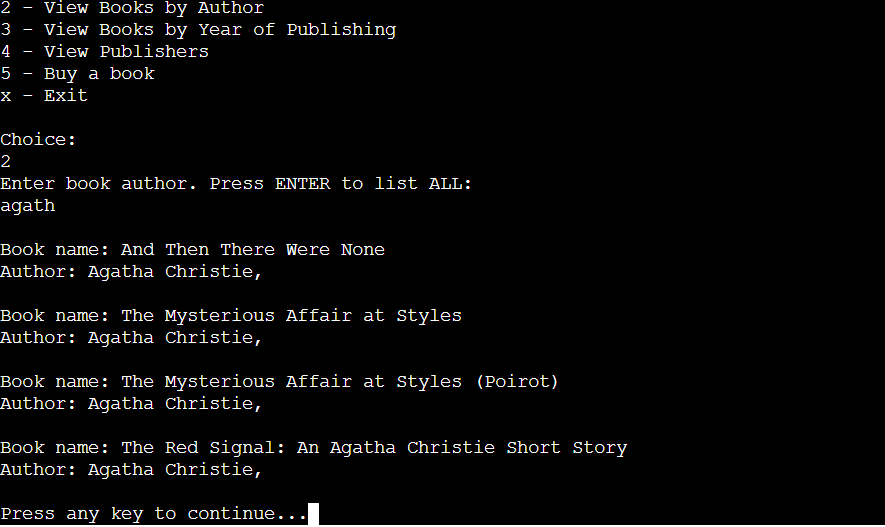 2 - View Books by Author
3 - View Books by Year of Publishing
4 - View Publishers
5 - Buy a book
x - Exit
Choice:
2
Enter book author. Press ENTER to list ALL:
agath
Book name: And Then There Were None
Author: Agatha Christie,
Book name: The Mysterious Affair at Styles
Author: Agatha Christie,
Book name: The Mysterious Affair at Styles (Poirot)
Author: Agatha Christie,
Book name: The Red Signal: An Agatha Christie Short Story
Author: Agatha Christie,
Press any key to continue...